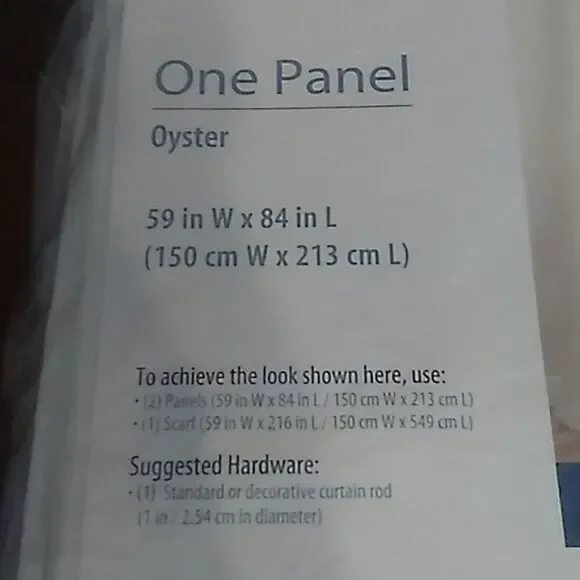 One Panel
Oyster
59 in W x 84 in L
(150 cm W x 213 cm L)
To achieve the look shown here, use:
• (2) Panels (59 in W x 84 in L / 150 cm W x 213 cm L)
• (1) Scarf (59 in W x 216 in L / 150 cm W x 549 cm L)
Suggested Hardware:
• (1) Standard or decorative curtain rod
(1 in / 2.54 cm in diameter)